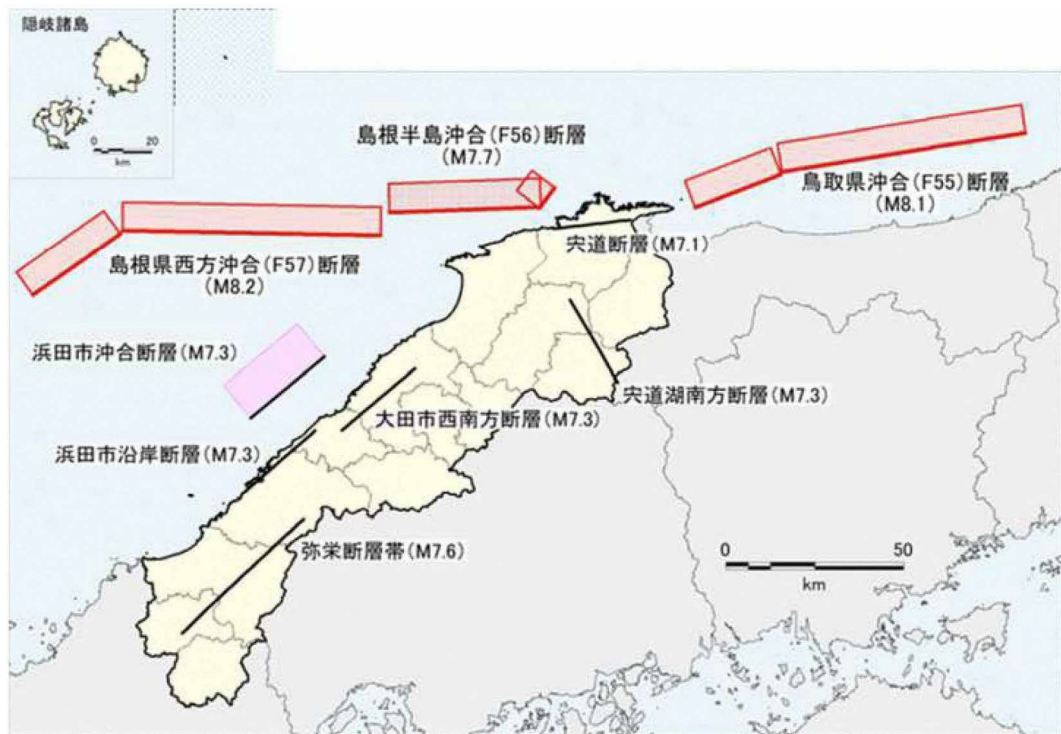 隠岐諸島
0 20
km
島根半島沖合(F56)断層
(M7.7)
鳥取県沖合(F55)断層
(M8.1)
宍道断層(M7.1)
島根県西方沖合(F57)断層
(M8.2)
浜田市沖合断層(M7.3)
宍道湖南方断層(M7.3)
大田市西南方断層(M7.3)
浜田市沿岸断層(M7.3)
弥栄断層帯(M7.6)
0 50
km